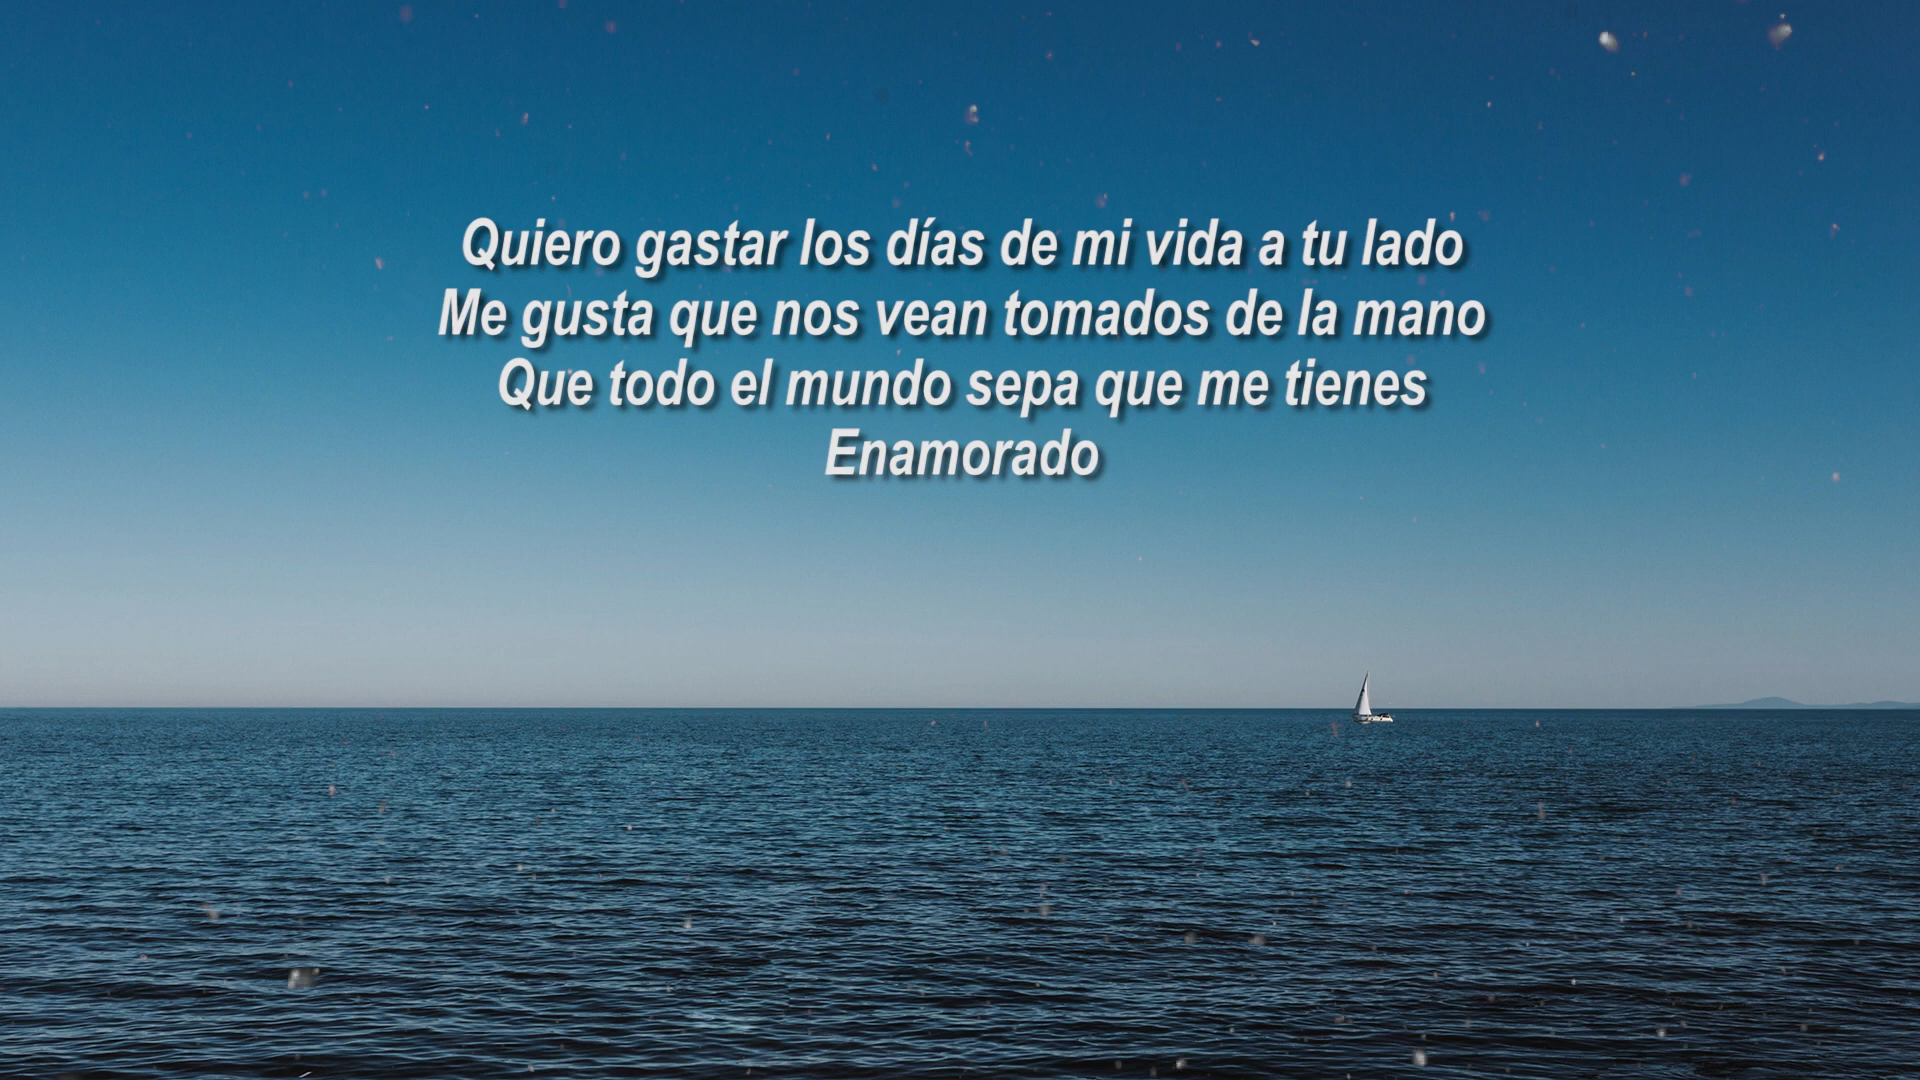 Quiero gastar los días de mi vida a tu lado
Me gusta que nos vean tomados de la mano
Que todo el mundo sepa que me tienes
Enamorado